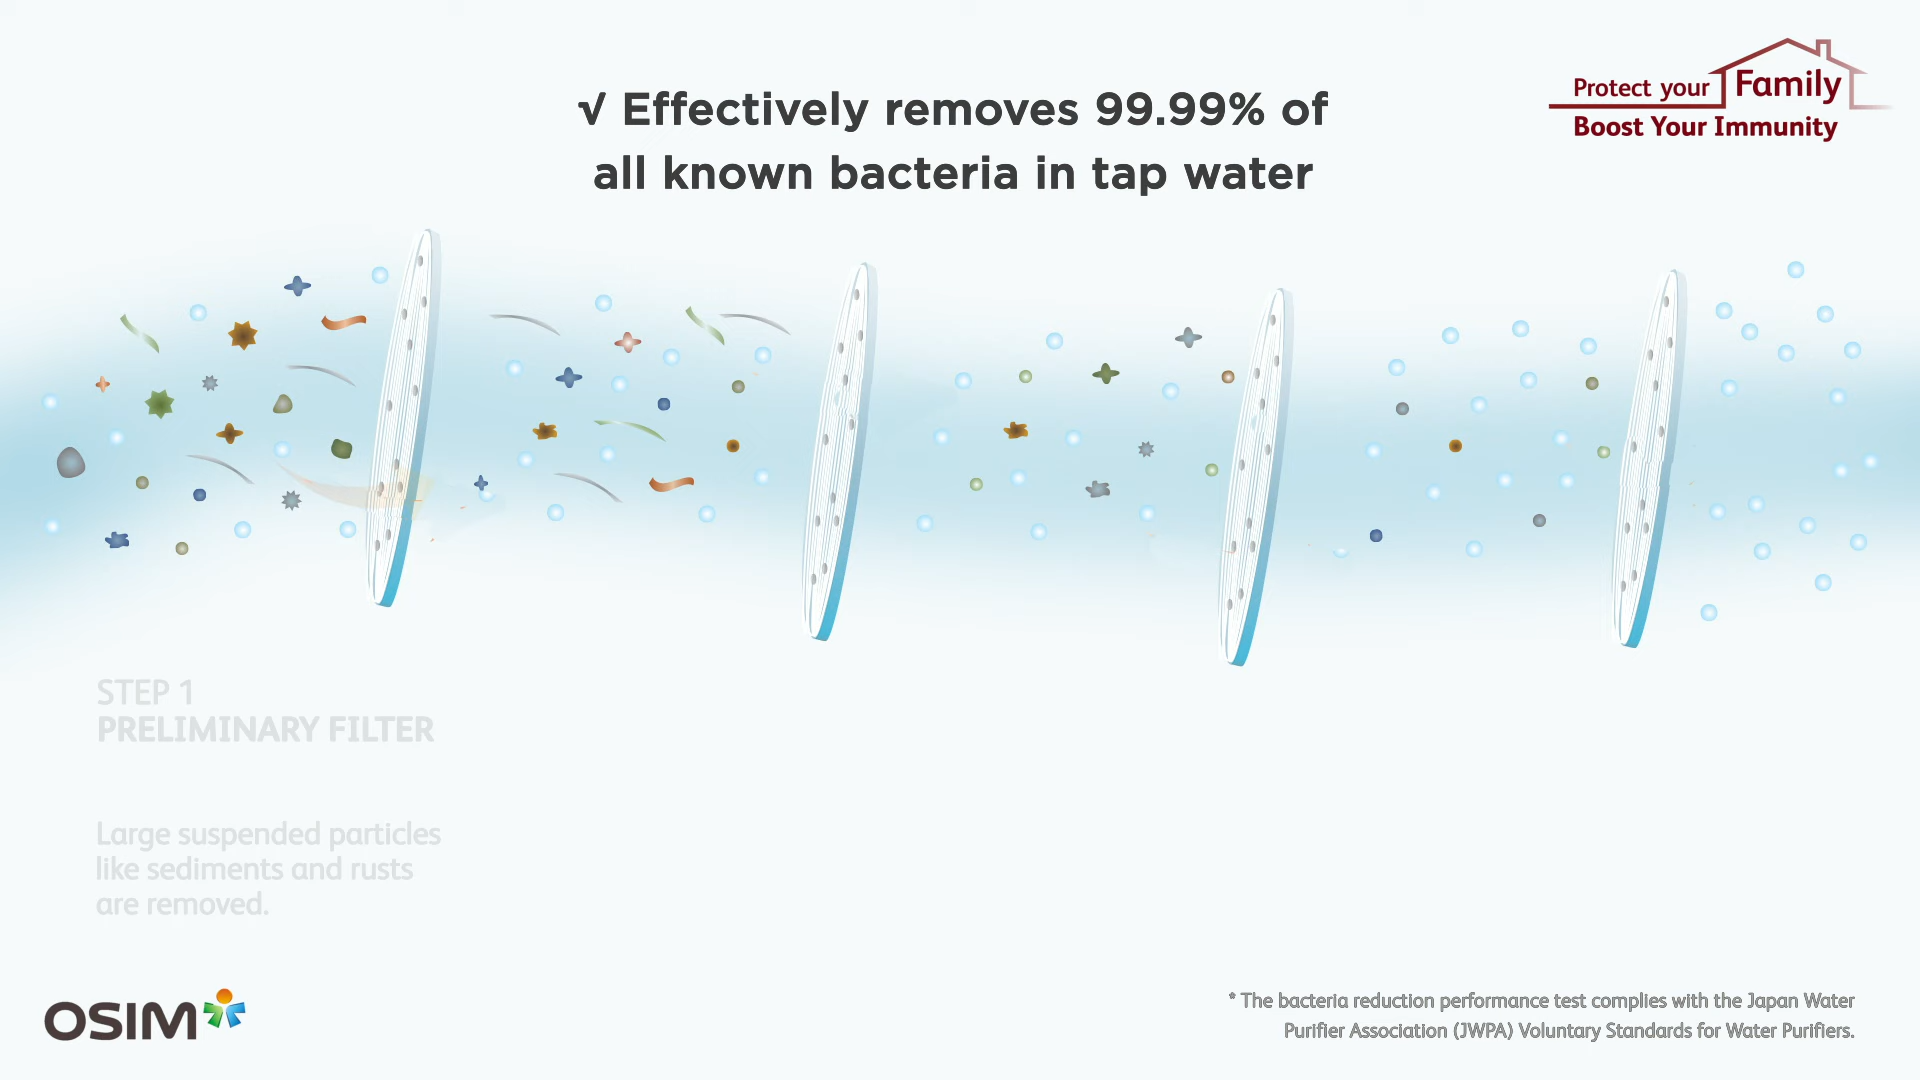 √ Effectively removes 99.99% of
all known bacteria in tap water
Protect your Family
Boost Your Immunity
STEP 1
PRELIMINARY FILTER
Large suspended particles
like sediments and rusts
are removed.
OSIM
* The bacteria reduction performance test complies with the Japan Water
Purifier Association (JWPA) Voluntary Standards for Water Purifiers.